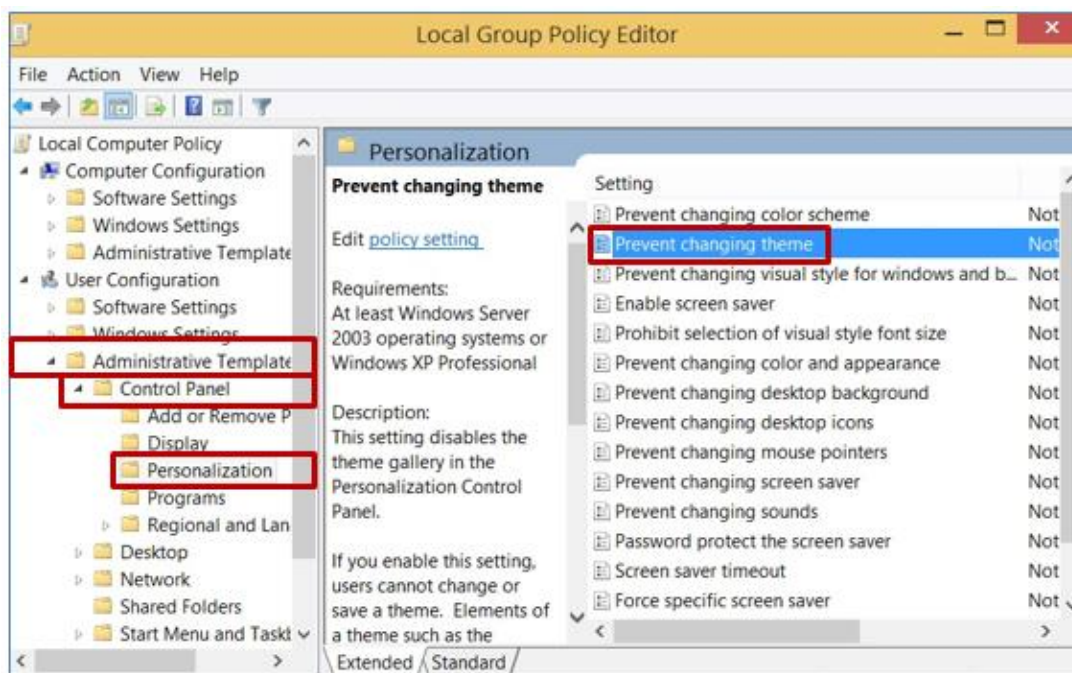 Local Group Policy Editor
File Action View Help
Local Computer Policy
Computer Configuration
Software Settings
Windows Settings
Administrative Template
User Configuration
Software Settings
Windows Settings
Administrative Template
Control Panel
Add or Remove P
Display
Personalization
Programs
Regional and Lan
Desktop
Network
Shared Folders
Start Menu and Taskb
Personalization
Prevent changing theme
Edit policy setting
Requirements:
At least Windows Server
2003 operating systems or
Windows XP Professional
Description:
This setting disables the
theme gallery in the
Personalization Control
Panel.
If you enable this setting,
users cannot change or
save a theme. Elements of
a theme such as the
Setting
Prevent changing color scheme Not
Prevent changing theme Not
Prevent changing visual style for windows and b... Not
Enable screen saver Not
Prohibit selection of visual style font size Not
Prevent changing color and appearance Not
Prevent changing desktop background Not
Prevent changing desktop icons Not
Prevent changing mouse pointers Not
Prevent changing screen saver Not
Prevent changing sounds Not
Password protect the screen saver Not
Screen saver timeout Not
Force specific screen saver Not
Extended Standard